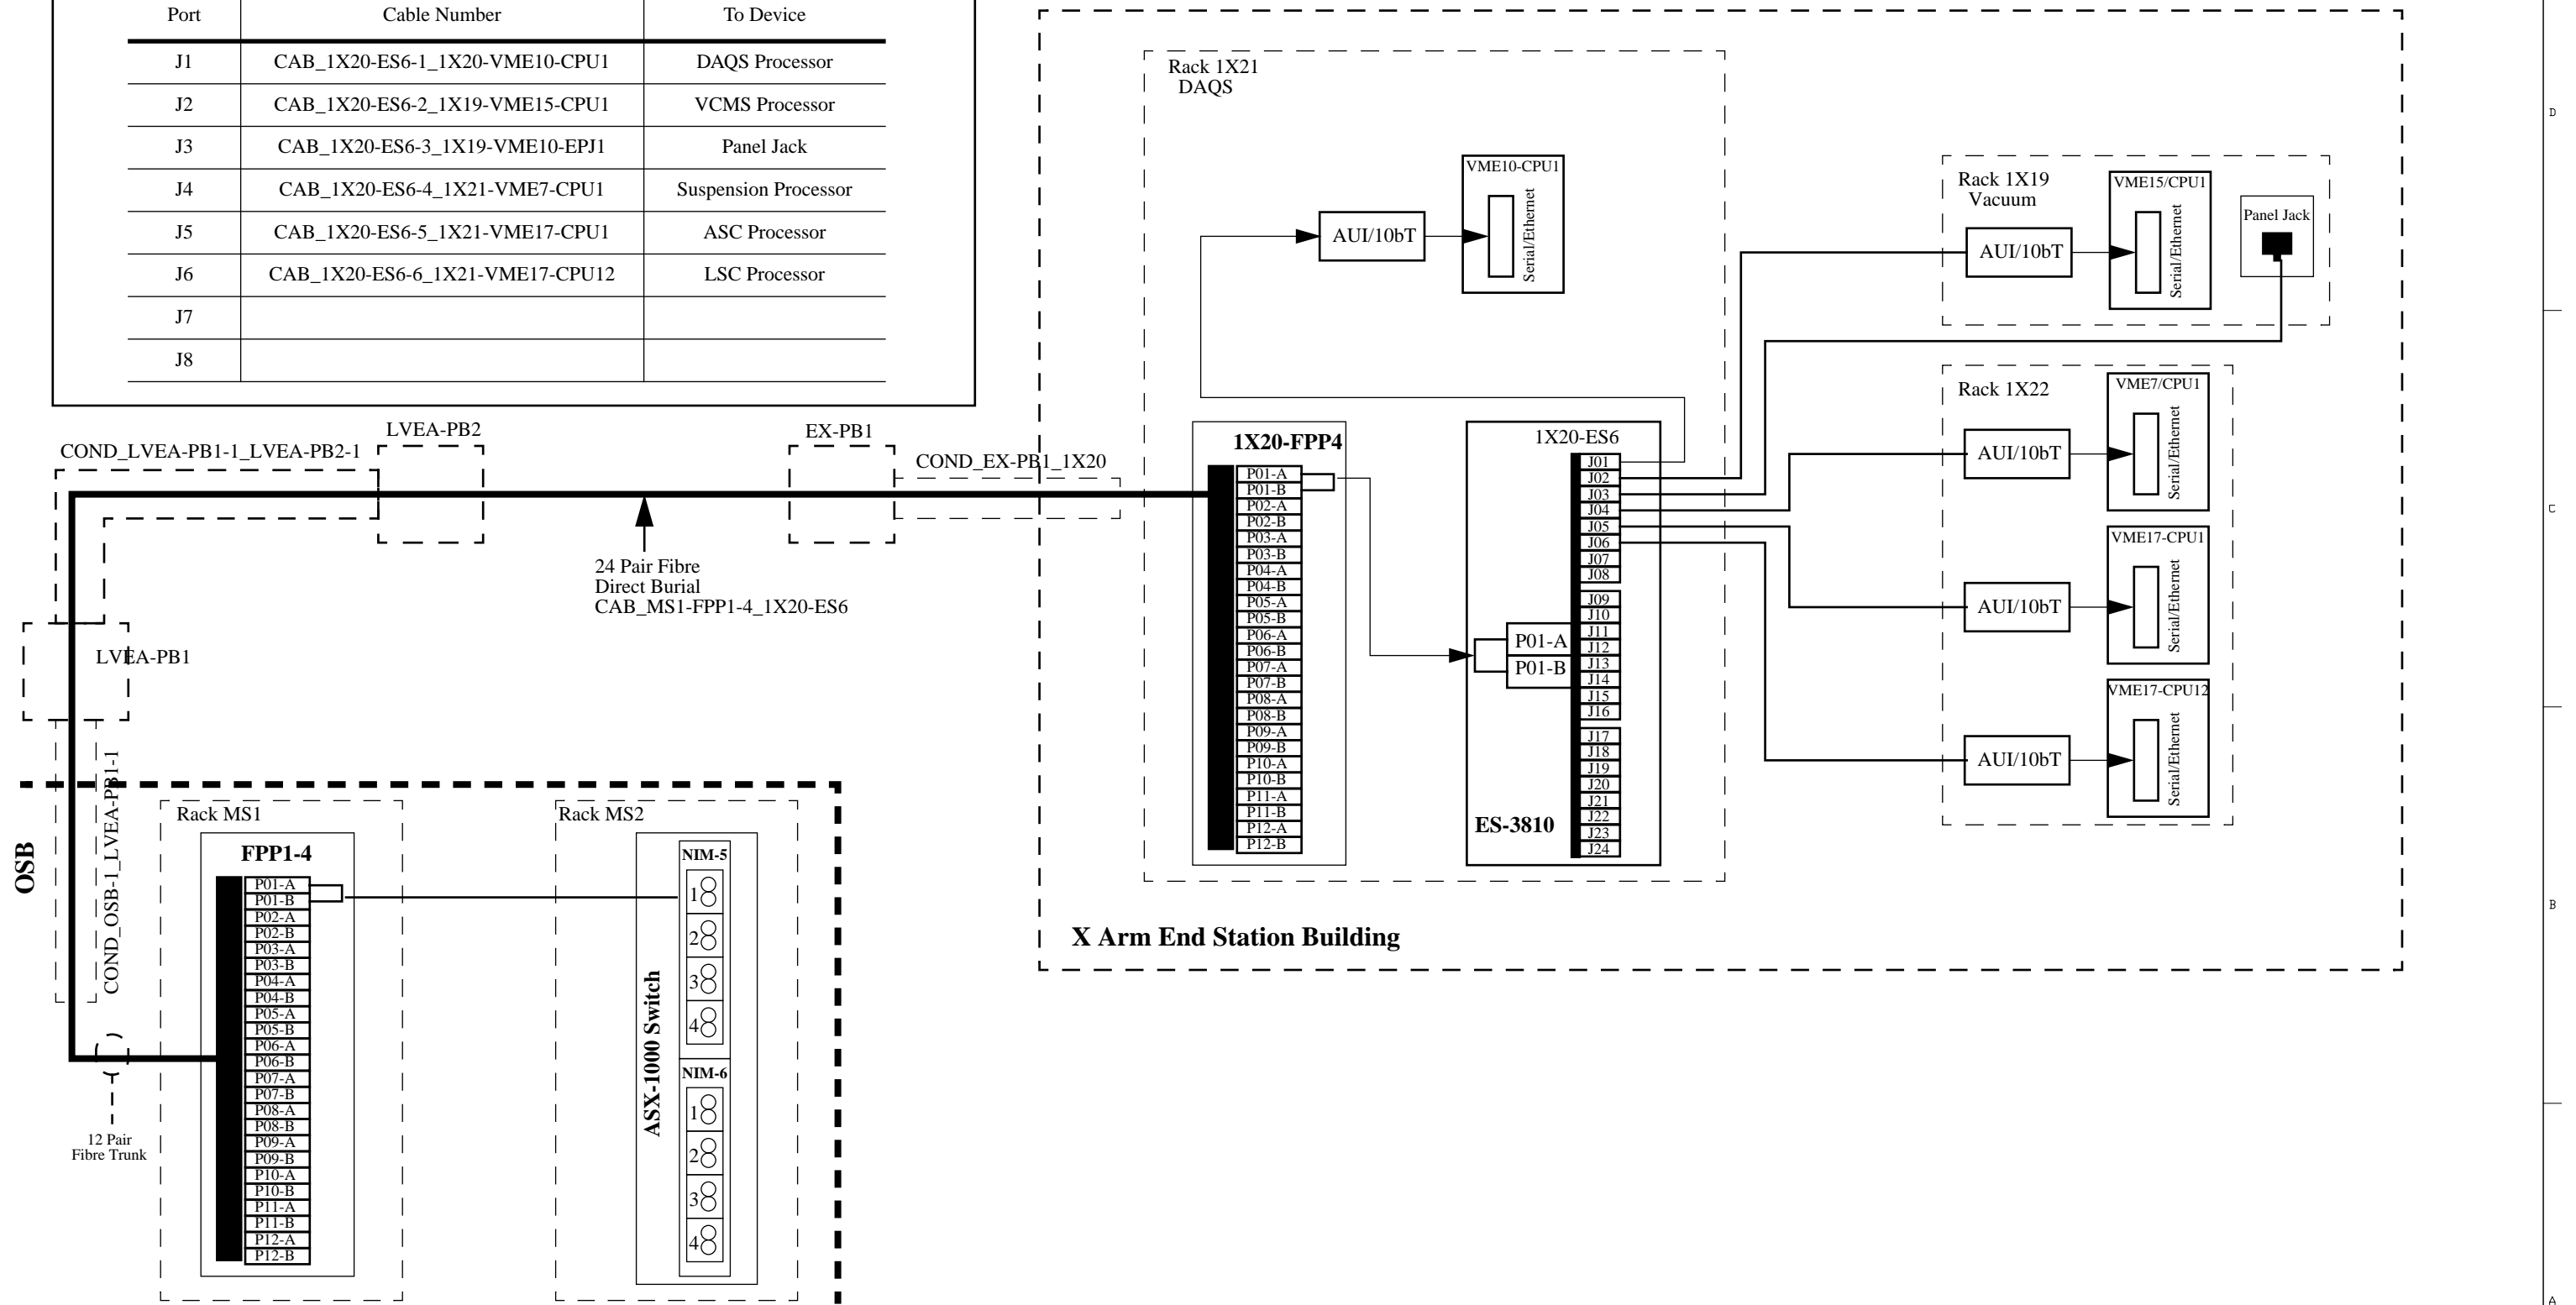 Port Cable Number To Device
J1 CAB_1X20-ES6-1_1X20-VME10-CPU1 DAQS Processor
J2 CAB_1X20-ES6-2_1X19-VME15-CPU1 VCMS Processor
J3 CAB_1X20-ES6-3_1X19-VME10-EPJ1 Panel Jack
J4 CAB_1X20-ES6-4_1X21-VME7-CPU1 Suspension Processor
J5 CAB_1X20-ES6-5_1X21-VME17-CPU1 ASC Processor
J6 CAB_1X20-ES6-6_1X21-VME17-CPU12 LSC Processor
J7
J8
COND_LVEA-PB1-1_LVEA-PB2-1
LVEA-PB2
EX-PB1
COND_EX-PB1_1X20
24 Pair Fibre
Direct Burial
CAB_MS1-FPP1-4_1X20-ES6
LVEA-PB1
COND_OSB-1_LVEA-PB1-1
OSB
12 Pair
Fibre Trunk
Rack MS1
FPP1-4
P01-A
P01-B
P02-A
P02-B
P03-A
P03-B
P04-A
P04-B
P05-A
P05-B
P06-A
P06-B
P07-A
P07-B
P08-A
P08-B
P09-A
P09-B
P10-A
P10-B
P11-A
P11-B
P12-A
P12-B
Rack MS2
ASX-1000 Switch
NIM-5
1
2
3
4
NIM-6
1
2
3
4
Rack 1X21
DAQS
AUI/10bT
VME10-CPU1
Serial/Ethernet
1X20-FPP4
P01-A
P01-B
P02-A
P02-B
P03-A
P03-B
P04-A
P04-B
P05-A
P05-B
P06-A
P06-B
P07-A
P07-B
P08-A
P08-B
P09-A
P09-B
P10-A
P10-B
P11-A
P11-B
P12-A
P12-B
1X20-ES6
J01
J02
J03
J04
J05
J06
J07
J08
J09
J10
J11
J12
J13
J14
J15
J16
J17
J18
J19
J20
J21
J22
J23
J24
P01-A
P01-B
ES-3810
Rack 1X19
Vacuum
AUI/10bT
VME15/CPU1
Serial/Ethernet
Panel Jack
Rack 1X22
AUI/10bT
VME7/CPU1
Serial/Ethernet
AUI/10bT
VME17-CPU1
Serial/Ethernet
AUI/10bT
VME17-CPU12
Serial/Ethernet
X Arm End Station Building
D
C
B
A